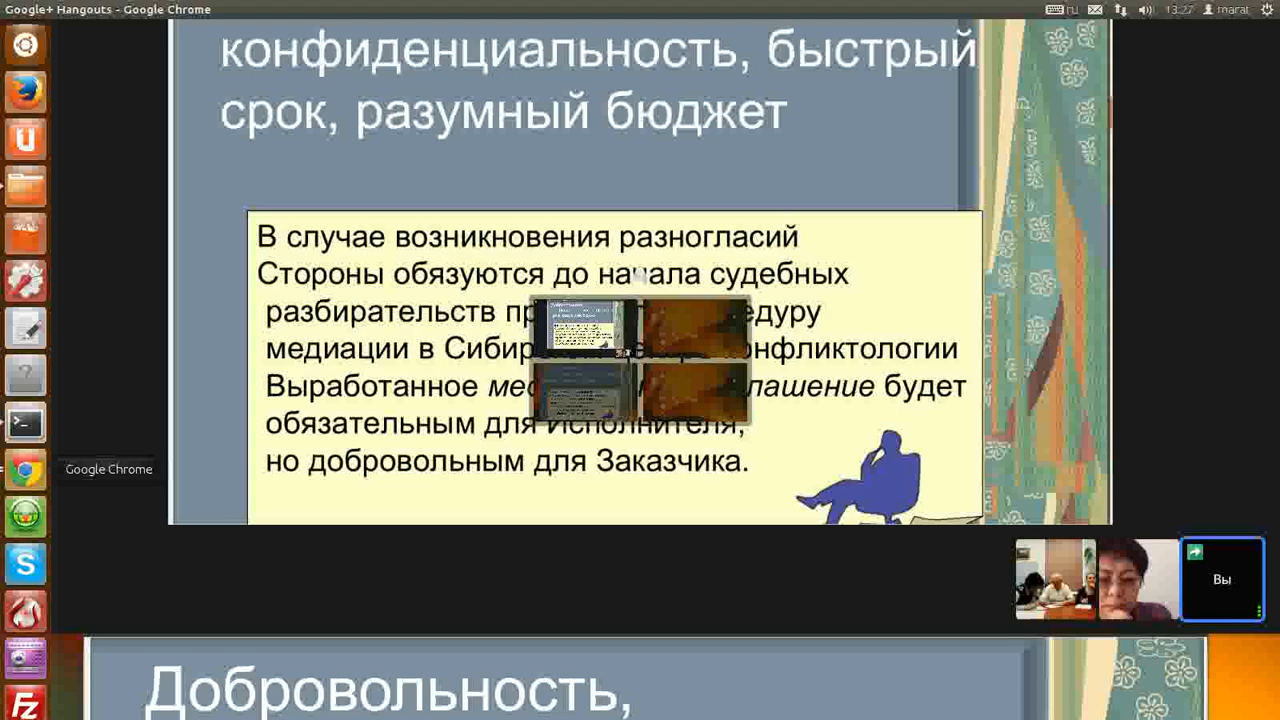 Google+ Hangouts - Google Chrome
ru
13:27
marat
конфиденциальность, быстрый
срок, разумный бюджет
В случае возникновения разногласий
Стороны обязуются до начала судебных
разбирательств
медиации в конфликтологии
Выработанное будет
обязательным для Исполнителя,
но добровольным для Заказчика.
Google Chrome
Вы
Добровольность,